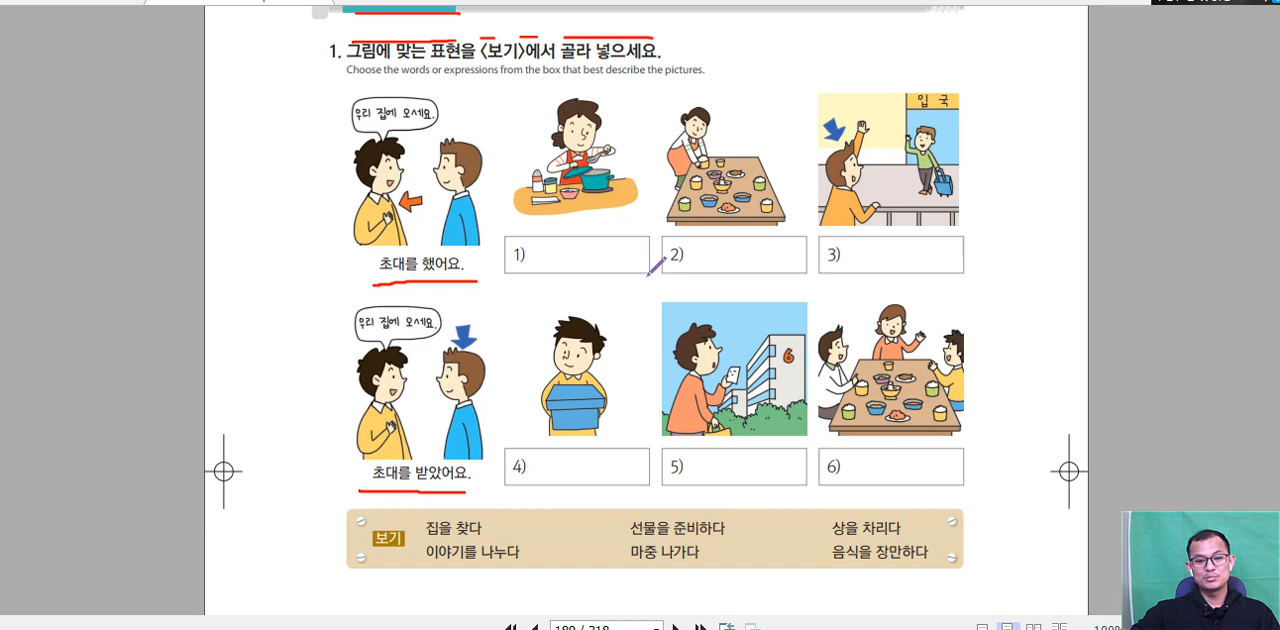 1. 그림에 맞는 표현을 〈보기〉에서 골라 넣으세요.
Choose the words or expressions from the box that best describe the pictures.
우리 집에 오세요.
입 국
초대를 했어요.
1)
2)
3)
우리 집에 오세요.
6
초대를 받았어요.
4)
5)
6)
보기
집을 찾다
선물을 준비하다
상을 차리다
이야기를 나누다
마중 나가다
음식을 장만하다
189 / 218